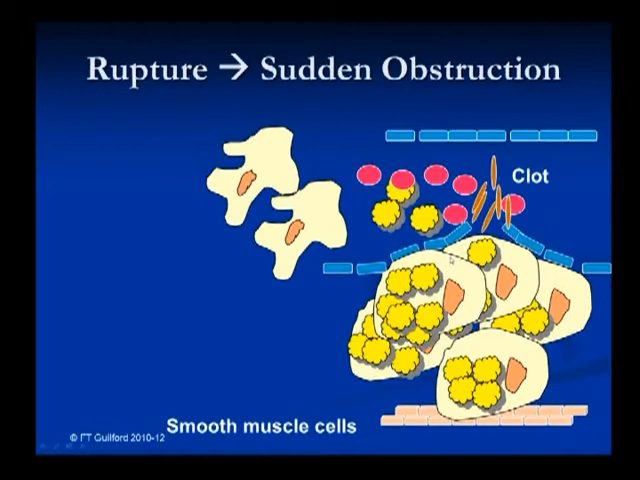 Rupture → Sudden Obstruction
Clot
Smooth muscle cells
© FT Guilford 2010-12